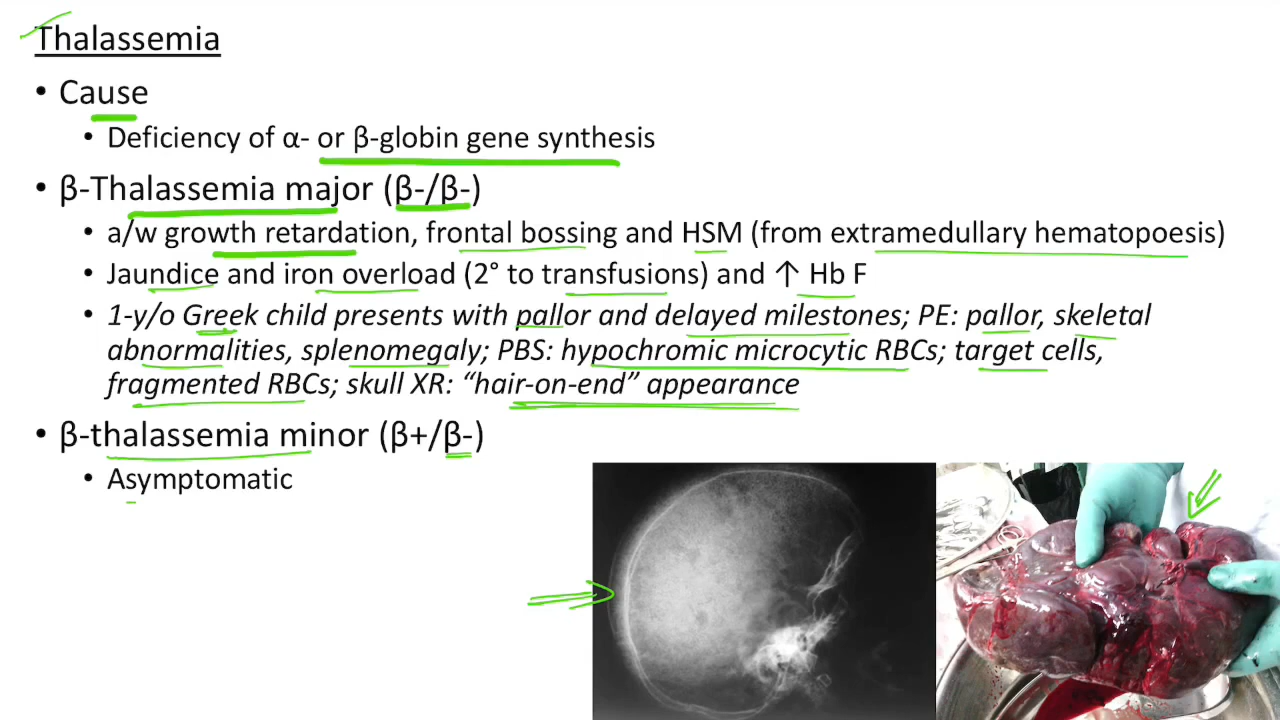 Thalassemia
• Cause
• Deficiency of α- or β-globin gene synthesis
• β-Thalassemia major (β-/β-)
• a/w growth retardation, frontal bossing and HSM (from extramedullary hematopoesis)
• Jaundice and iron overload (2° to transfusions) and ↑ Hb F
• 1-y/o Greek child presents with pallor and delayed milestones; PE: pallor, skeletal
abnormalities, splenomegaly; PBS: hypochromic microcytic RBCs; target cells,
fragmented RBCs; skull XR: “hair-on-end” appearance
• β-thalassemia minor (β+/β-)
• Asymptomatic